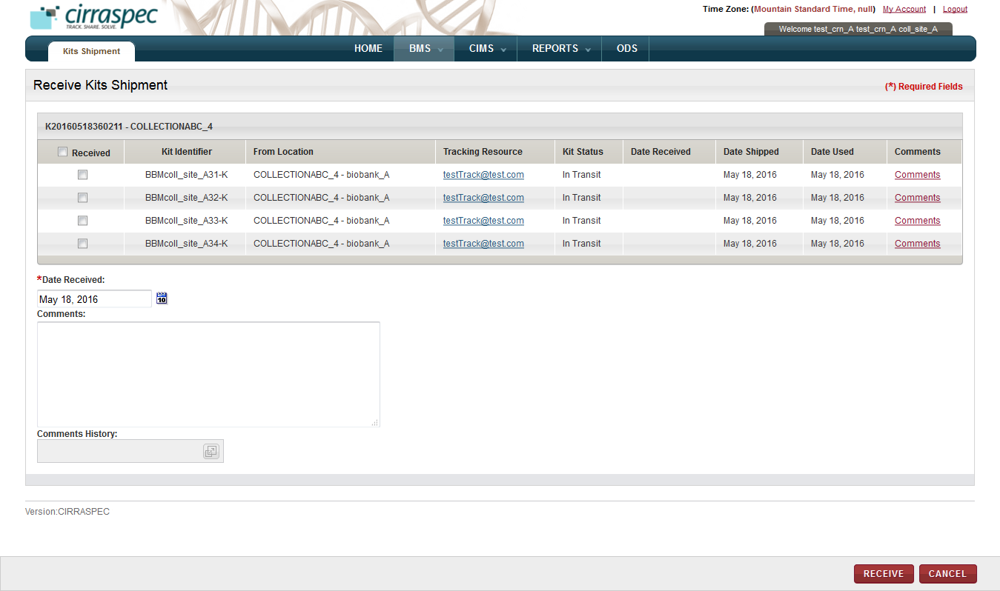 cirraspec
TRACK. SHARE. SOLVE.
Time Zone: (Mountain Standard Time, null) My Account | Logout
Welcome test_crn_A test_crn_A coll_site_A
Kits Shipment
HOME BMS CIMS REPORTS ODS
Receive Kits Shipment
(*) Required Fields
K20160518360211 - COLLECTIONABC_4
Received Kit Identifier From Location Tracking Resource Kit Status Date Received Date Shipped Date Used Comments
BBMcoll_site_A31-K COLLECTIONABC_4 - biobank_A testTrack@test.com In Transit May 18, 2016 May 18, 2016 Comments
BBMcoll_site_A32-K COLLECTIONABC_4 - biobank_A testTrack@test.com In Transit May 18, 2016 May 18, 2016 Comments
BBMcoll_site_A33-K COLLECTIONABC_4 - biobank_A testTrack@test.com In Transit May 18, 2016 May 18, 2016 Comments
BBMcoll_site_A34-K COLLECTIONABC_4 - biobank_A testTrack@test.com In Transit May 18, 2016 May 18, 2016 Comments
*Date Received:
May 18, 2016 10
Comments:
Comments History:
Version:CIRRASPEC
RECEIVE CANCEL